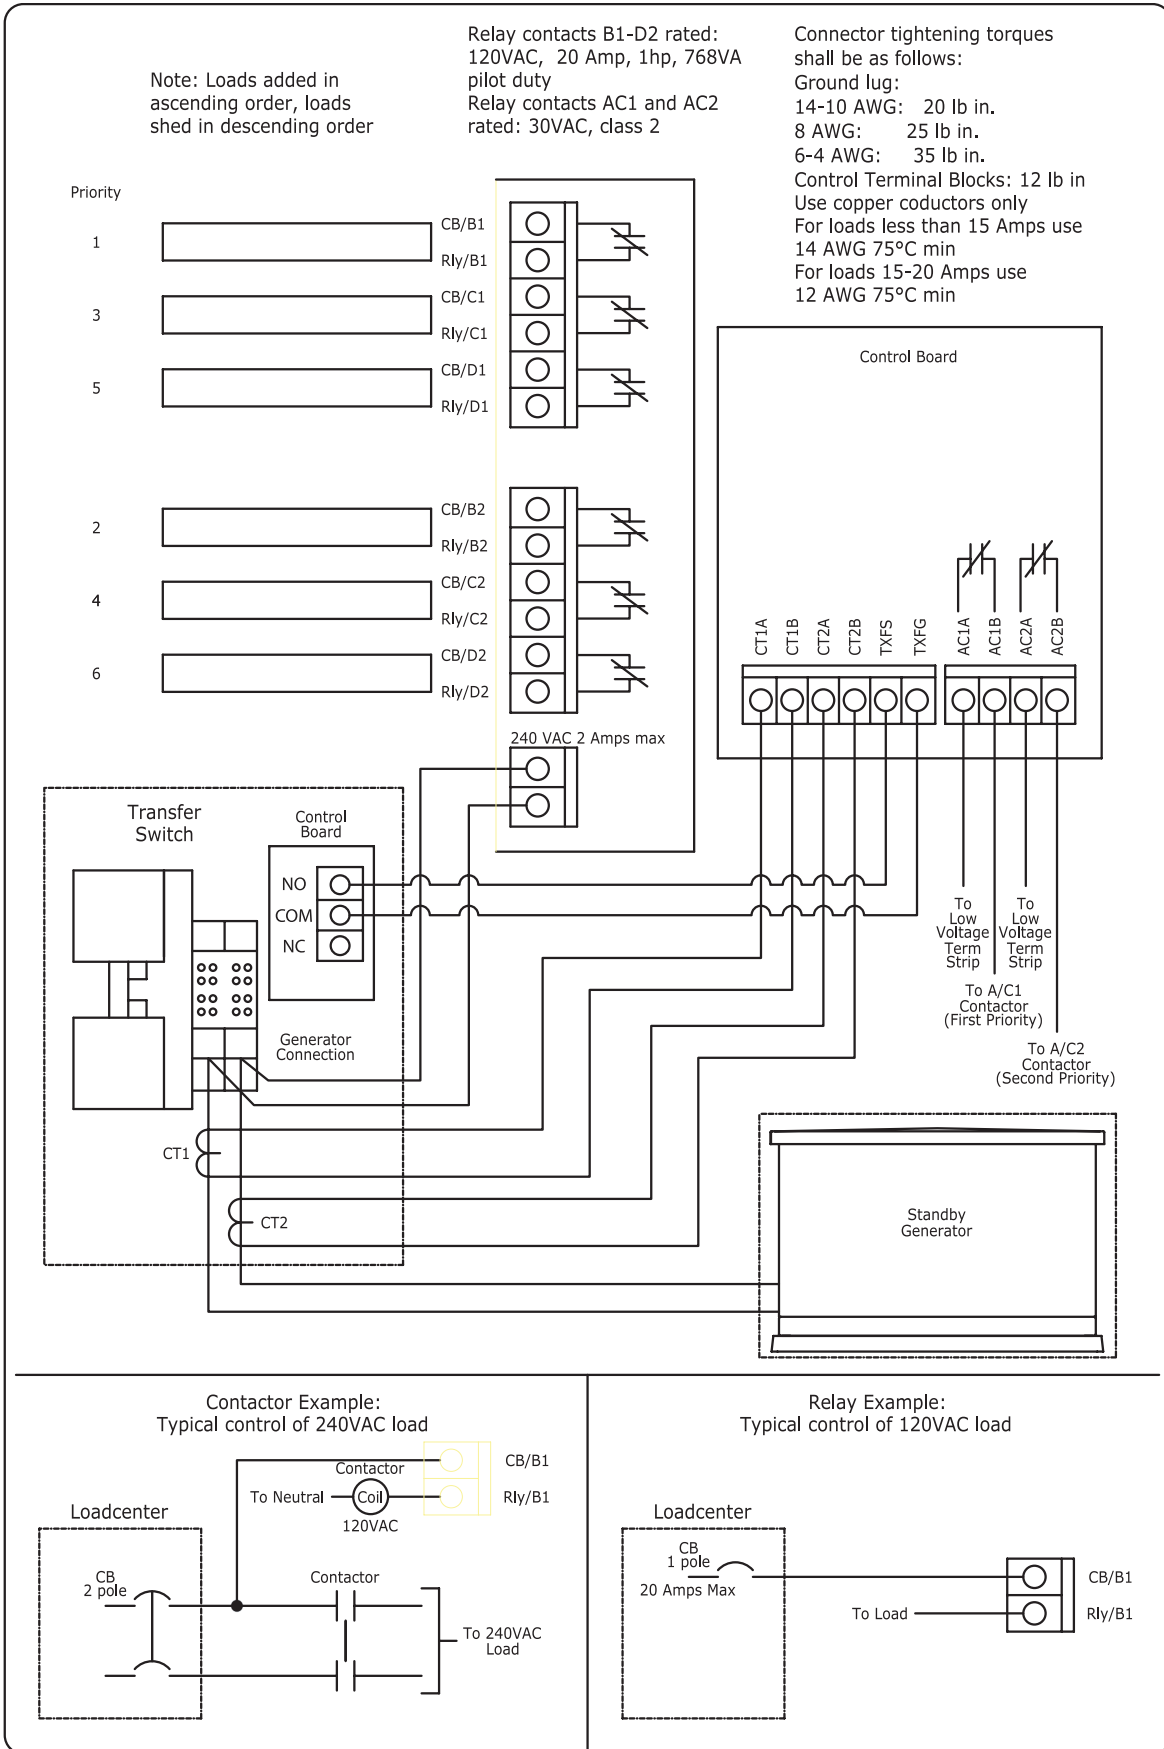 Note: Loads added in
ascending order, loads
shed in descending order
Relay contacts B1-D2 rated:
120VAC, 20 Amp, 1hp, 768VA
pilot duty
Relay contacts AC1 and AC2
rated: 30VAC, class 2
Connector tightening torques
shall be as follows:
Ground lug:
14-10 AWG: 20 lb in.
8 AWG: 25 lb in.
6-4 AWG: 35 lb in.
Control Terminal Blocks: 12 lb in
Use copper coductors only
For loads less than 15 Amps use
14 AWG 75°C min
For loads 15-20 Amps use
12 AWG 75°C min
Priority
1
CB/B1
Rly/B1
3
CB/C1
Rly/C1
5
CB/D1
Rly/D1
2
CB/B2
Rly/B2
4
CB/C2
Rly/C2
6
CB/D2
Rly/D2
240 VAC 2 Amps max
Control Board
CT1A
CT1B
CT2A
CT2B
TXFS
TXFG
AC1A
AC1B
AC2A
AC2B
To
Low
Voltage
Term
Strip
To
Low
Voltage
Term
Strip
To A/C1
Contactor
(First Priority)
To A/C2
Contactor
(Second Priority)
Transfer
Switch
Control
Board
NO
COM
NC
Generator
Connection
CT1
CT2
Standby
Generator
Contactor Example:
Typical control of 240VAC load
CB/B1
Rly/B1
Contactor
To Neutral
Coil
120VAC
Loadcenter
CB
2 pole
Contactor
To 240VAC
Load
Relay Example:
Typical control of 120VAC load
Loadcenter
CB
1 pole
20 Amps Max
To Load
CB/B1
Rly/B1